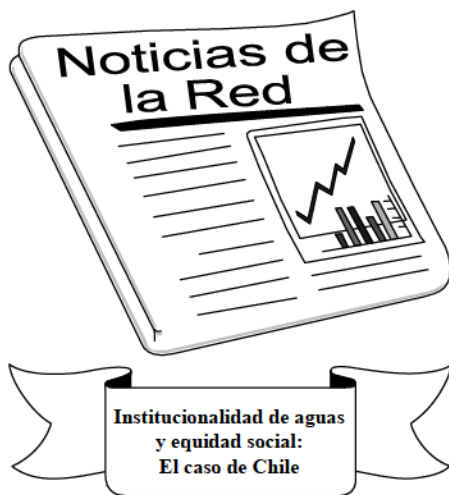 Noticias de
la Red
Institucionalidad de aguas
y equidad social:
El caso de Chile